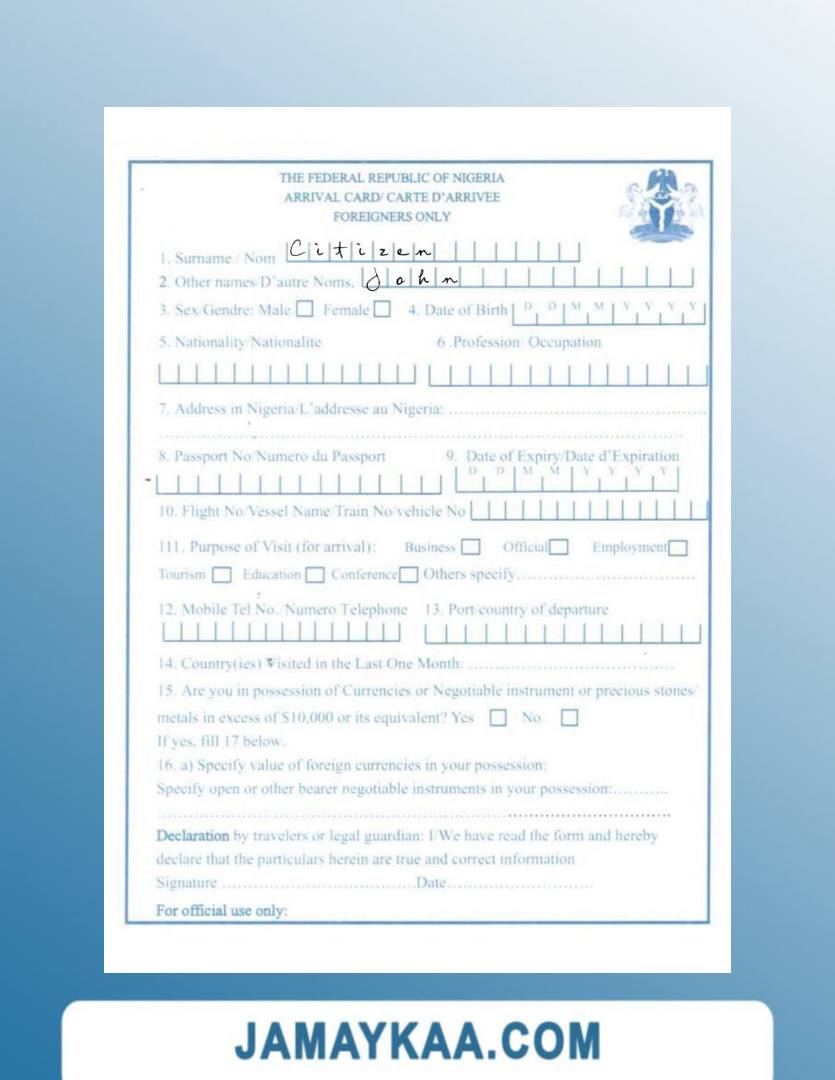 THE FEDERAL REPUBLIC OF NIGERIA
ARRIVAL CARD/ CARTE D'ARRIVEE
FOREIGNERS ONLY
1. Surname / Nom Citizen
2. Other names/D'autre Noms. John
3. Sex/Gendre: Male Female 4. Date of Birth D D M M Y Y Y Y
5. Nationality/Nationalite 6 .Profession/ Occupation
7. Address in Nigeria/L'addresse au Nigeria: ..........................................................
..........................................................................................................
8. Passport No/Numero du Passport 9. Date of Expiry/Date d'Expiration
D D M M Y Y Y Y
10. Flight No/Vessel Name/Train No/vehicle No
111. Purpose of Visit (for arrival): Business Official Employment
Tourism Education Conference Others specify........................................
12. Mobile Tel No./Numero Telephone 13. Port/country of departure
14. Country(ies) Visited in the Last One Month: ..............................................
15. Are you in possession of Currencies or Negotiable instrument or precious stones/
metals in excess of $10,000 or its equivalent? Yes No
If yes, fill 17 below.
16. a) Specify value of foreign currencies in your possession:
Specify open or other bearer negotiable instruments in your possession:..........
..........................................................................................................
Declaration by travelers or legal guardian: I/We have read the form and hereby
declare that the particulars herein are true and correct information
Signature ...........................................Date................................
For official use only:
JAMAYKAA.COM